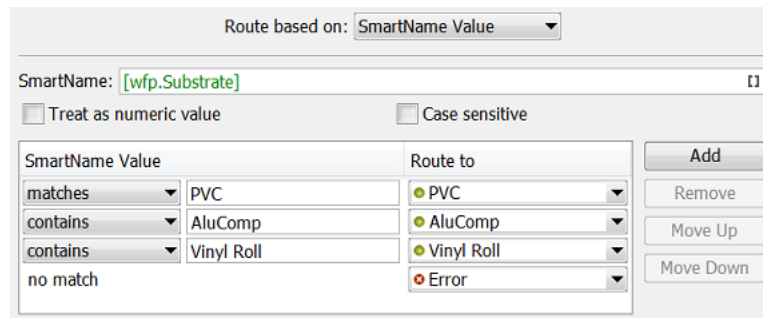 Route based on: SmartName Value
SmartName: [wfp.Substrate] []
Treat as numeric value Case sensitive
SmartName Value Route to Add
matches PVC PVC Remove
contains AluComp AluComp Move Up
contains Vinyl Roll Vinyl Roll Move Down
no match Error